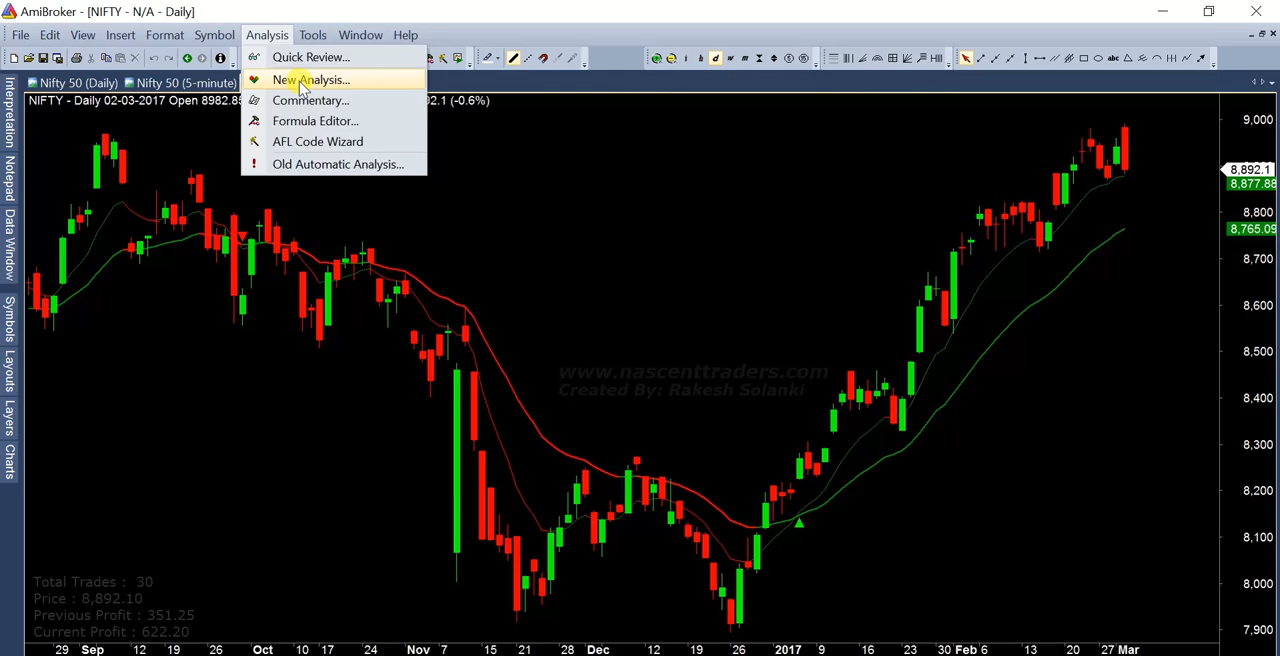 AmiBroker - [NIFTY - N/A - Daily]
File Edit View Insert Format Symbol Analysis Tools Window Help
Quick Review...
New Analysis...
Commentary...
Formula Editor...
AFL Code Wizard
Old Automatic Analysis...
Nifty 50 (Daily) Nifty 50 (5-minute)
NIFTY - Daily 02-03-2017 Open 8982.85 92.1 (-0.6%)
Interpretation
Notepad
Data Window
Symbols
Layouts
Layers
Charts
9,000
8,892.1
8,877.88
8,800
8,765.09
8,700
8,600
8,500
8,400
8,300
8,200
8,100
8,000
7,900
www.nascenttraders.com
Created By: Rakesh Solanki
Total Trades : 30
Price : 8,892.10
Previous Profit : 351.25
Current Profit : 622.20
29 Sep 12 19 26 Oct 10 17 24 Nov 7 15 21 28 Dec 12 19 26 2017 9 16 23 30 Feb 6 13 20 27 Mar